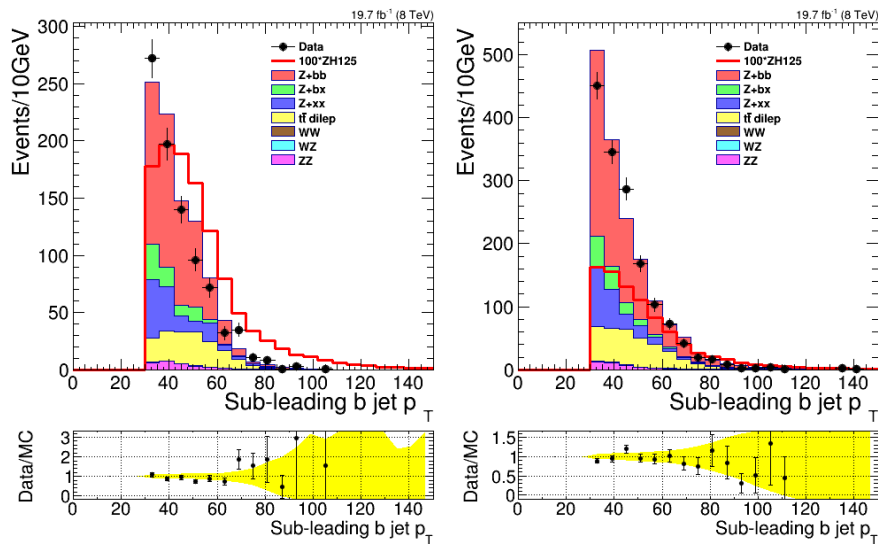 19.7 fb⁻¹ (8 TeV)
Events/10GeV
300
250
200
150
100
50
0
Data
100*ZH125
Z+bb
Z+bx
Z+xx
tt̄ dilep
WW
WZ
ZZ
0 20 40 60 80 100 120 140
Sub-leading b jet p_T
Data/MC
3
2
1
0
0 20 40 60 80 100 120 140
Sub-leading b jet p_T
19.7 fb⁻¹ (8 TeV)
Events/10GeV
500
400
300
200
100
0
Data
100*ZH125
Z+bb
Z+bx
Z+xx
tt̄ dilep
WW
WZ
ZZ
0 20 40 60 80 100 120 140
Sub-leading b jet p_T
Data/MC
1.5
1
0.5
0
0 20 40 60 80 100 120 140
Sub-leading b jet p_T